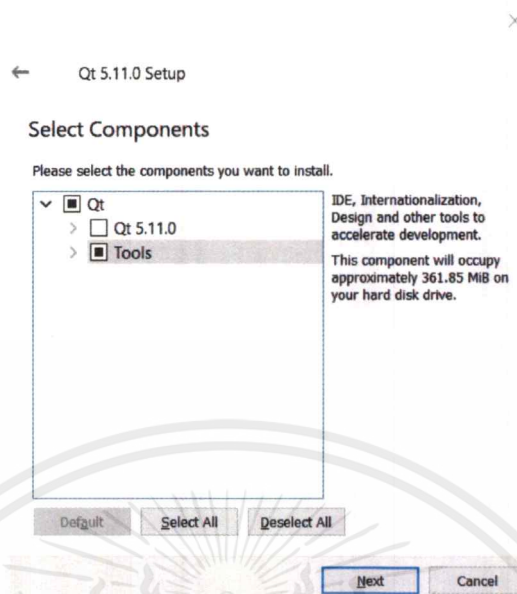 Qt 5.11.0 Setup
Select Components
Please select the components you want to install.
Qt
Qt 5.11.0
Tools
IDE, Internationalization,
Design and other tools to
accelerate development.
This component will occupy
approximately 361.85 MiB on
your hard disk drive.
Default
Select All
Deselect All
Next
Cancel